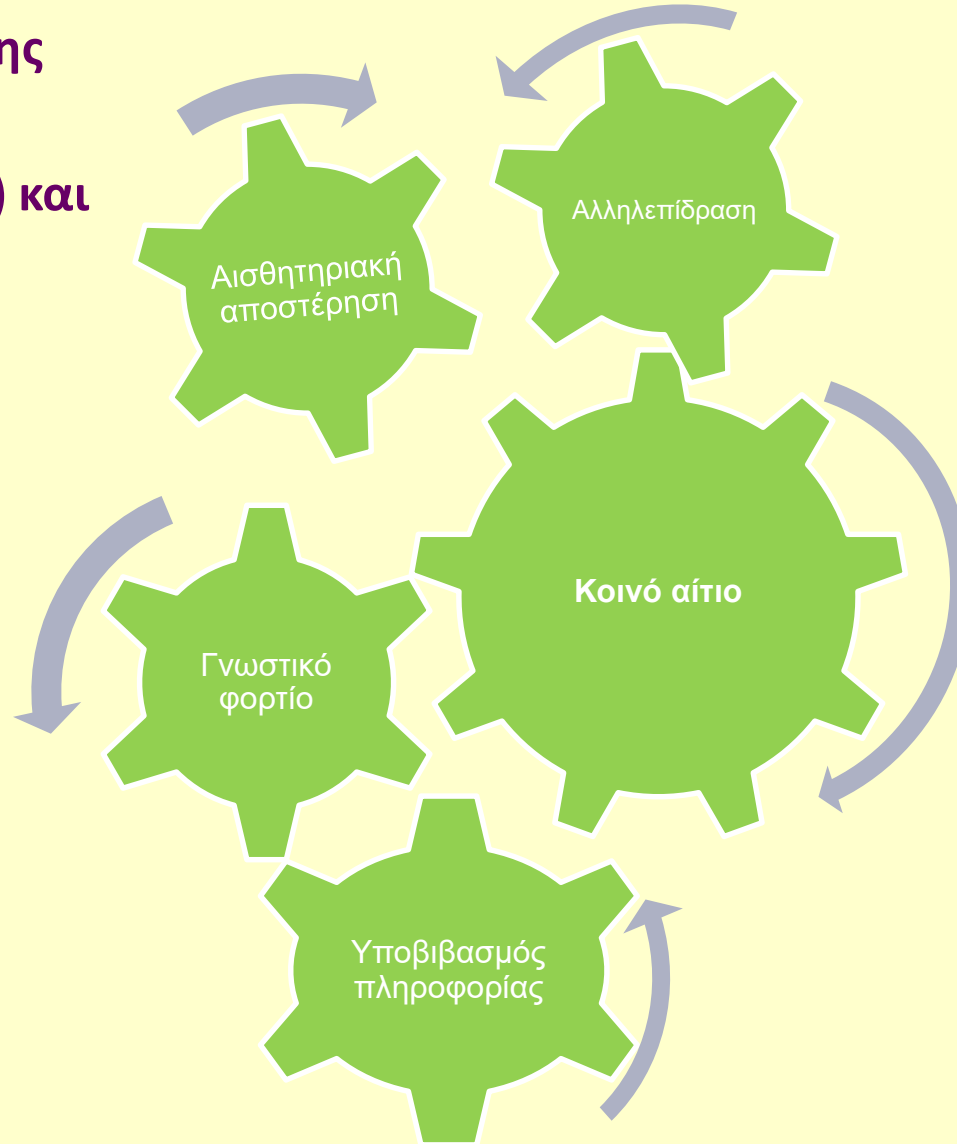 ης
) και
Αλληλεπίδραση
Αισθητηριακή
αποστέρηση
Κοινό αίτιο
Γνωστικό
φορτίο
Υποβιβασμός
πληροφορίας